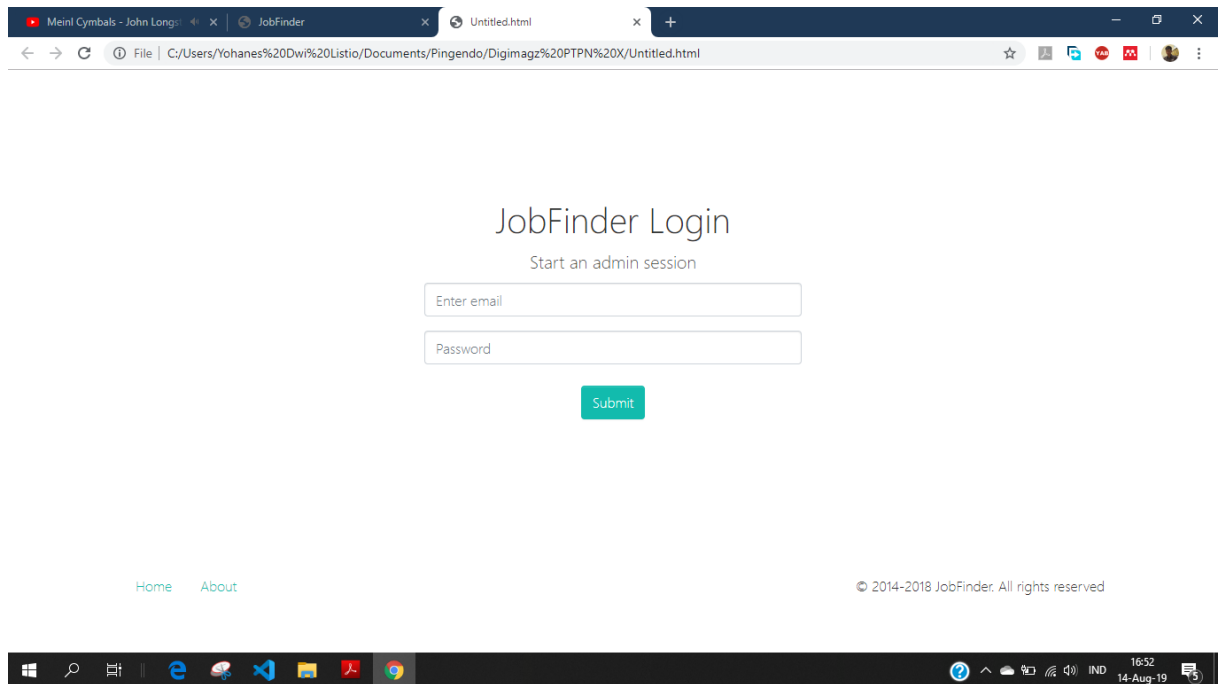 Meinl Cymbals - John Longst
JobFinder
Untitled.html
File | C:/Users/Yohanes%20Dwi%20Listio/Documents/Pingendo/Digimagz%20PTPN%20X/Untitled.html
JobFinder Login
Start an admin session
Enter email
Password
Submit
Home About © 2014-2018 JobFinder. All rights reserved
IND 16:52
14-Aug-19